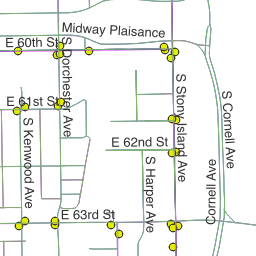 Midway Plaisance
E 60th St
S Dorchester Ave
S Stony Island Ave
S Cornell Ave
E 61st St
S Kenwood Ave
E 62nd St
S Harper Ave
Cornell Ave
E 63rd St